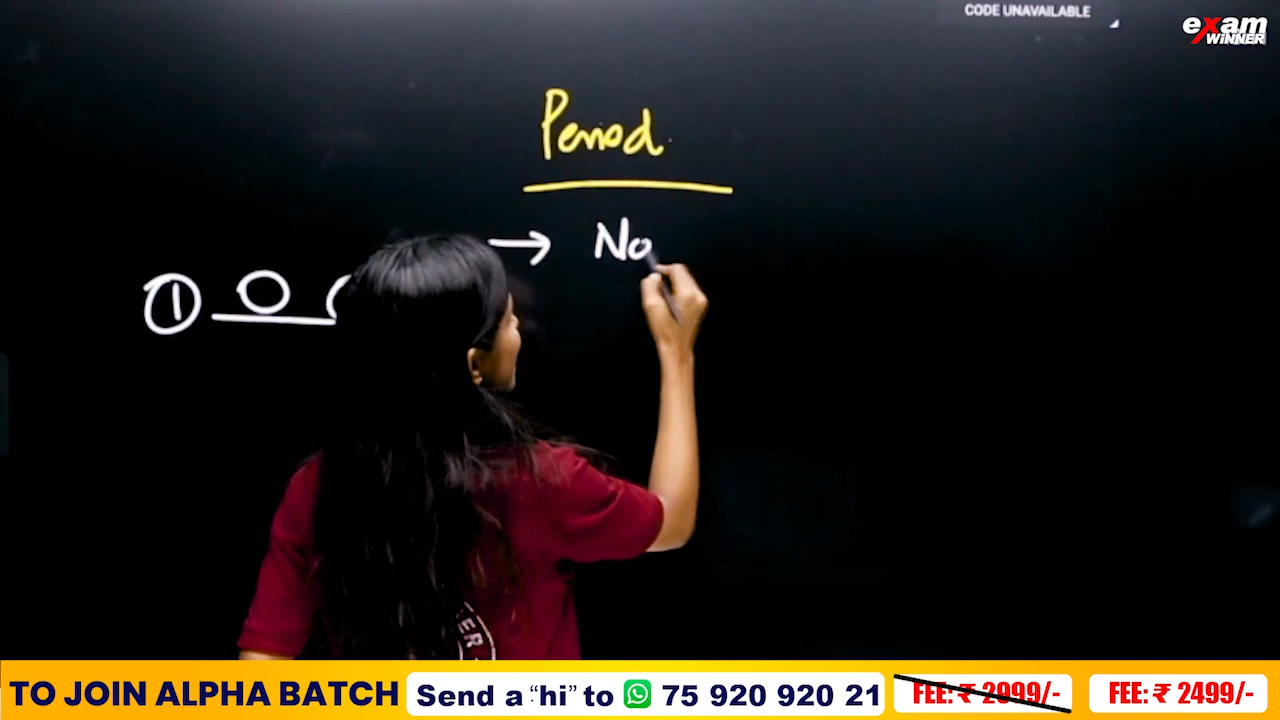 CODE UNAVAILABLE
exam
WINNER
Period.
→ No
①
ER
TO JOIN ALPHA BATCH
Send a “hi” to 75 920 920 21
FEE: ₹ 2999/-
FEE: ₹ 2499/-